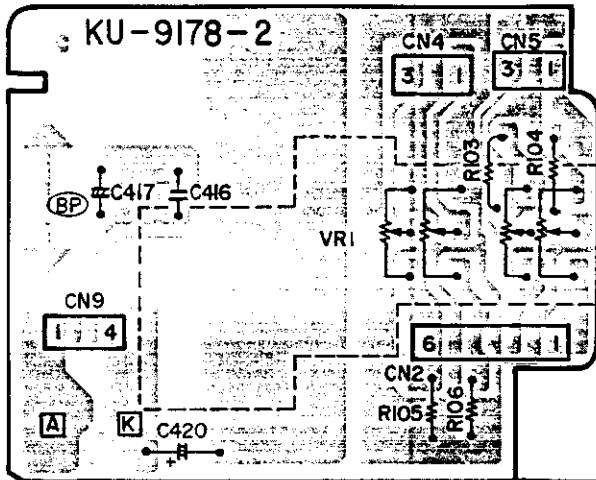 KU-9178-2
CN4
CN5
3 1
3 1
R103
R104
C417
C416
BP
VR1
CN9
1 4
6 1
CN2
R105
R106
A
K
C420
+